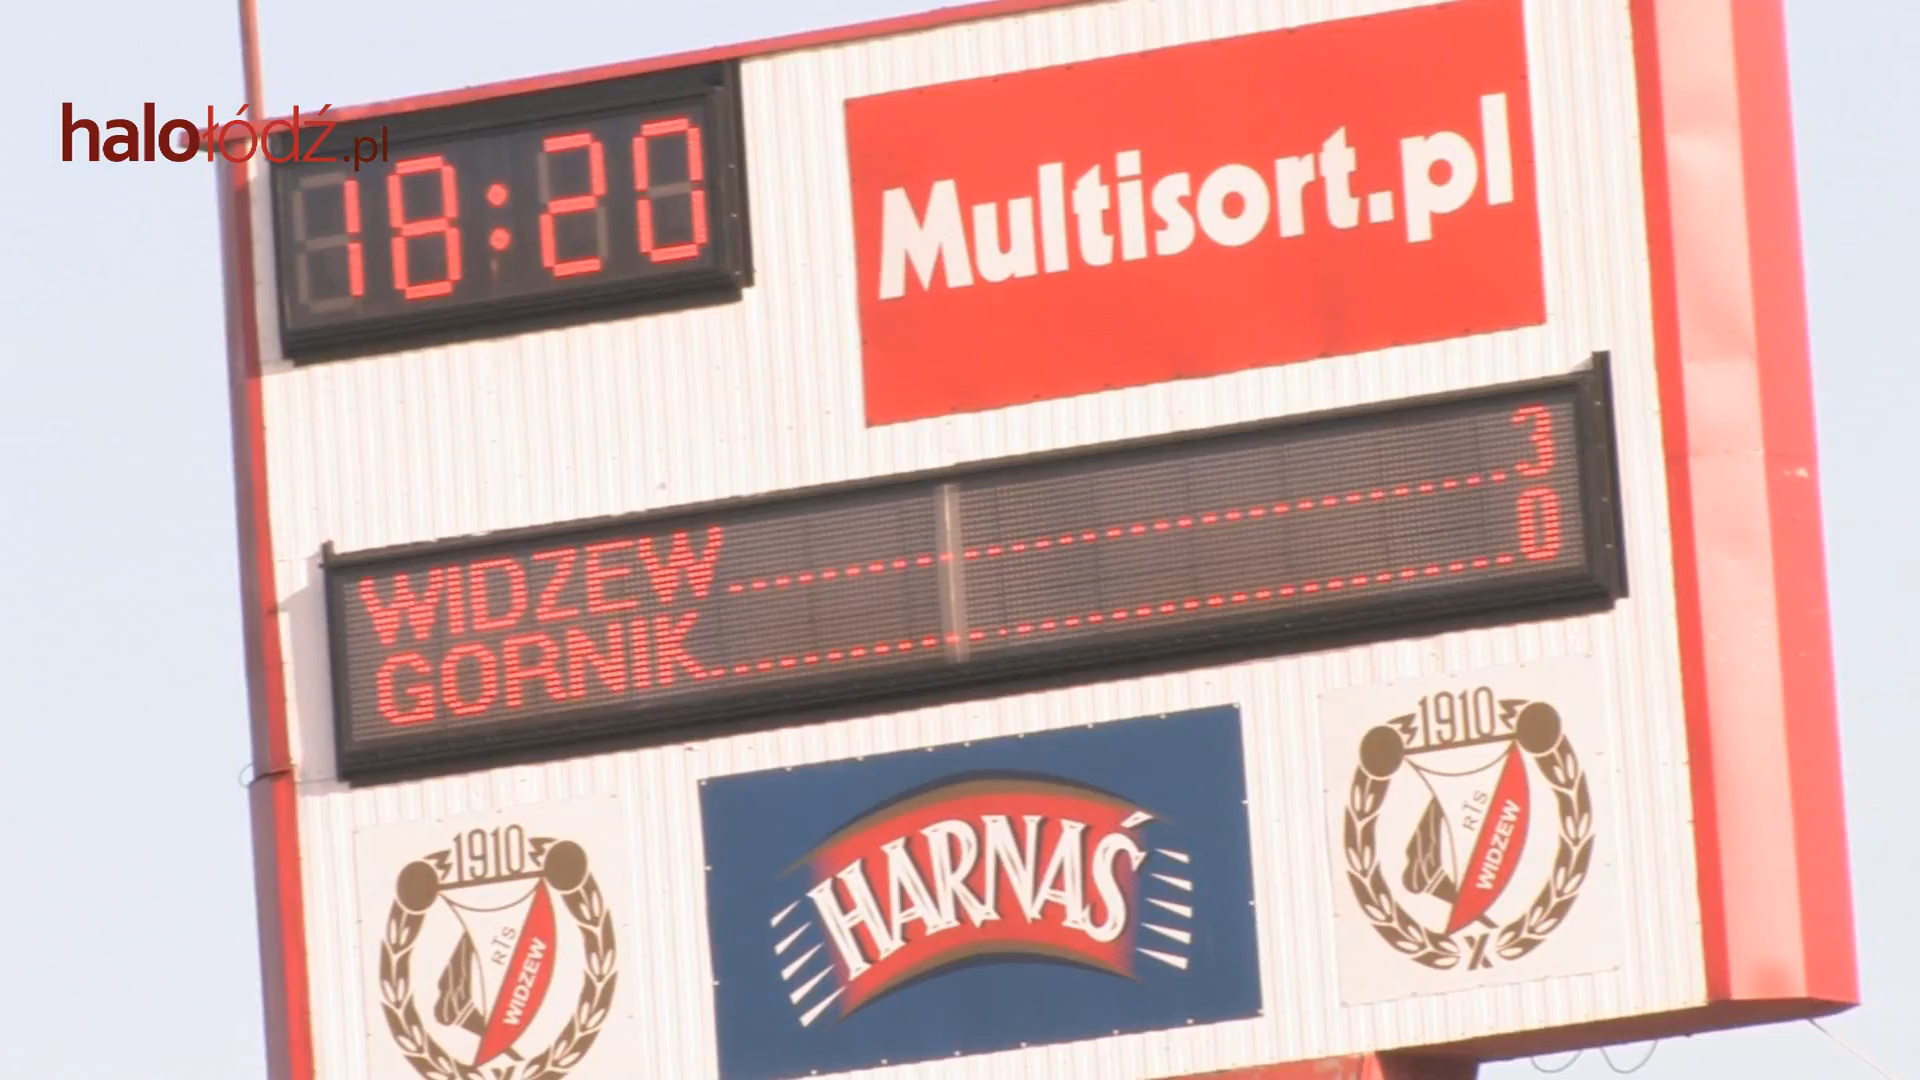 halołódź.pl
18:20
Multisort.pl
WIDZEW 3
GORNIK 0
HARNAŚ
1910
RTS
WIDZEW
1910
RTS
WIDZEW